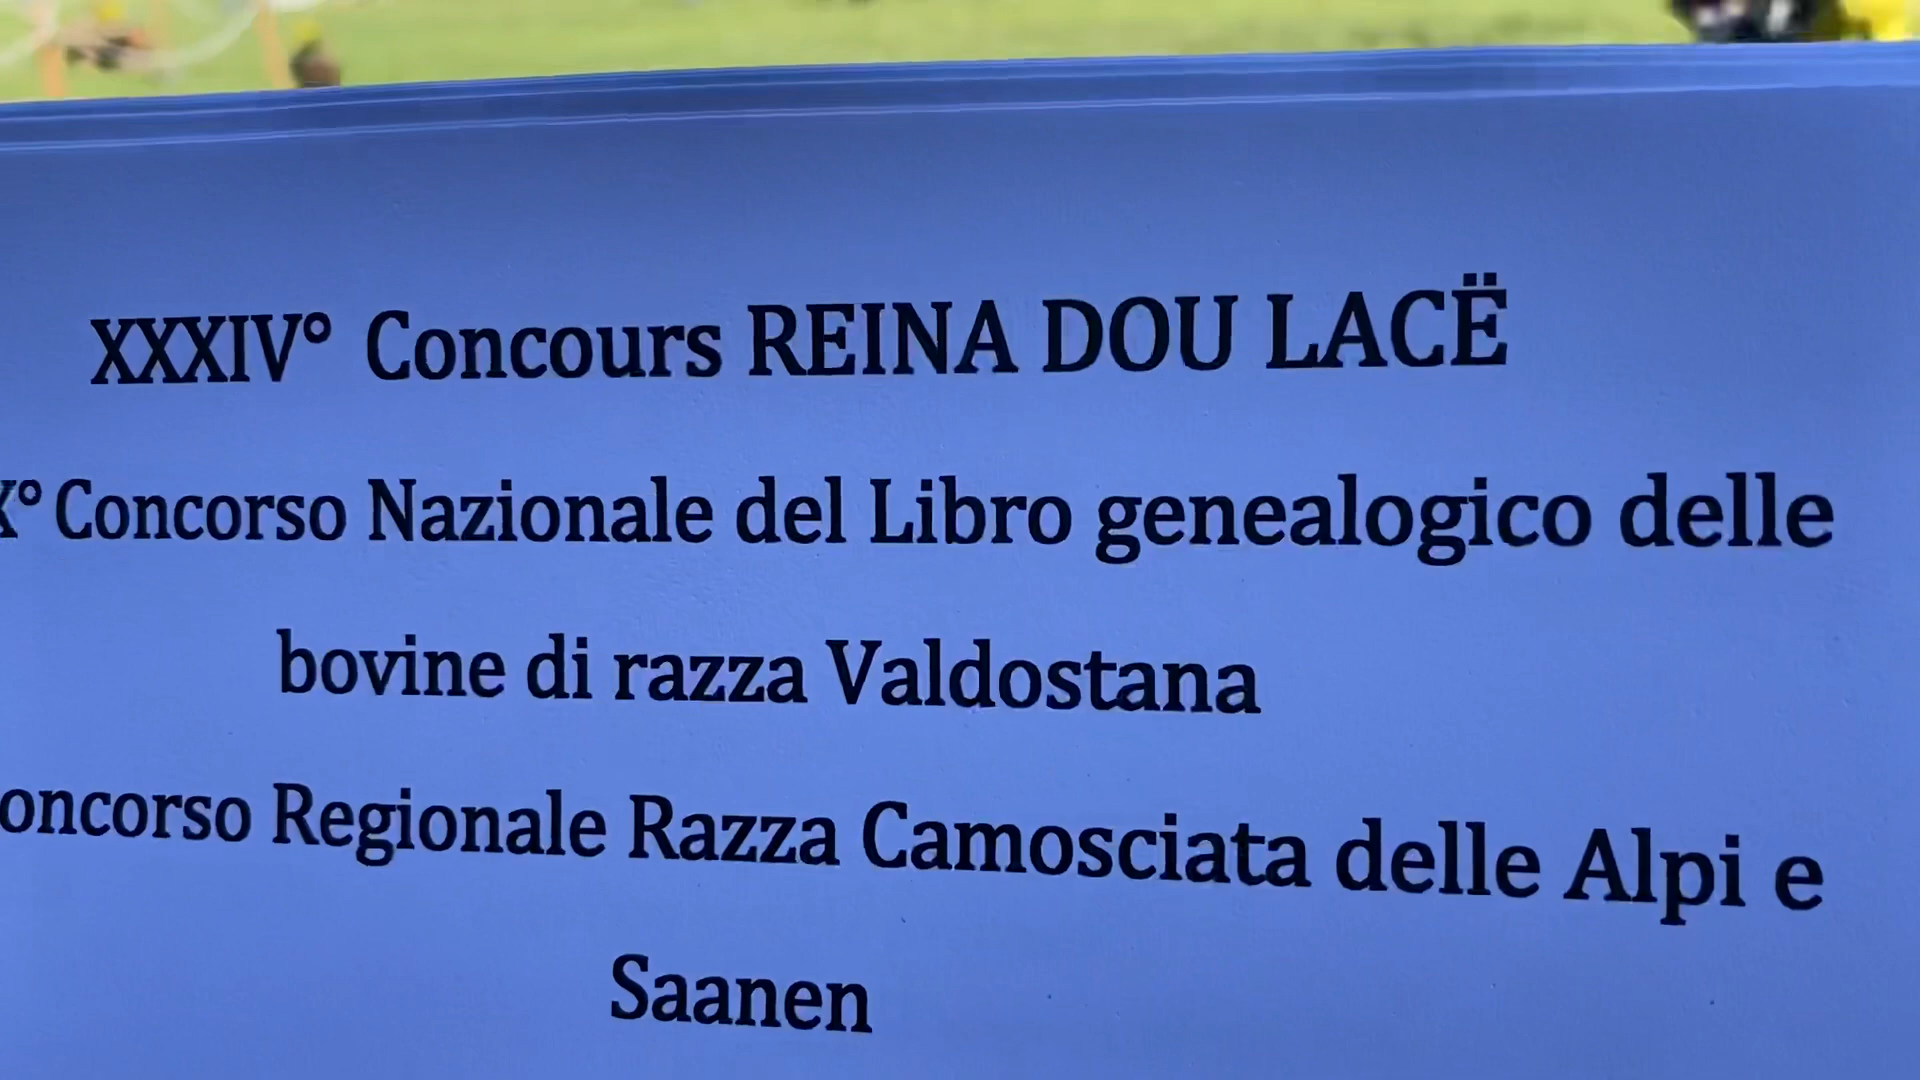 XXXIV° Concours REINA DOU LACË
X° Concorso Nazionale del Libro genealogico delle
bovine di razza Valdostana
oncorso Regionale Razza Camosciata delle Alpi e
Saanen